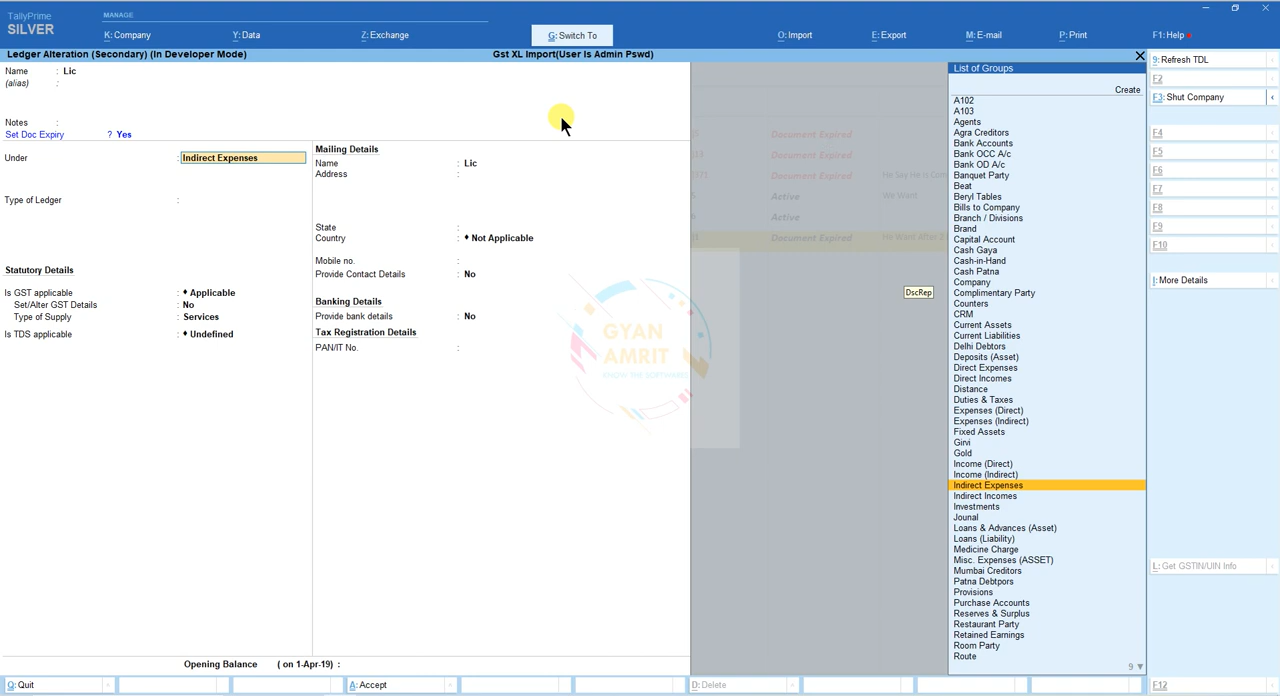 TallyPrime
SILVER
MANAGE
K: Company
Y: Data
Z: Exchange
G: Switch To
O: Import
E: Export
M: E-mail
P: Print
F1: Help
Ledger Alteration (Secondary) (In Developer Mode)
Gst XL Import(User Is Admin Pswd)
Name : Lic
(alias) :
Notes :
Set Doc Expiry ? Yes
Under : Indirect Expenses
Type of Ledger :
Statutory Details
Is GST applicable : ♦ Applicable
Set/Alter GST Details : No
Type of Supply : Services
Is TDS applicable : ♦ Undefined
Mailing Details
Name : Lic
Address :
State :
Country : ♦ Not Applicable
Mobile no. :
Provide Contact Details : No
Banking Details
Provide bank details : No
Tax Registration Details
PAN/IT No. :
GYAN
AMRIT
KNOW THE SOFTWARE
Document Expired
Document Expired
Document Expired
Active We Want
Active
Document Expired
DscRep
List of Groups
Create
A102
A103
Agents
Agra Creditors
Bank Accounts
Bank OCC A/c
Bank OD A/c
Banquet Party
Beat
Beryl Tables
Bills to Company
Branch / Divisions
Brand
Capital Account
Cash Gaya
Cash-in-Hand
Cash Patna
Company
Complimentary Party
Counters
CRM
Current Assets
Current Liabilities
Delhi Debtors
Deposits (Asset)
Direct Expenses
Direct Incomes
Distance
Duties & Taxes
Expenses (Direct)
Expenses (Indirect)
Fixed Assets
Girvi
Gold
Income (Direct)
Income (Indirect)
Indirect Expenses
Indirect Incomes
Investments
Jounal
Loans & Advances (Asset)
Loans (Liability)
Medicine Charge
Misc. Expenses (ASSET)
Mumbai Creditors
Patna Debtpors
Provisions
Purchase Accounts
Reserves & Surplus
Restaurant Party
Retained Earnings
Room Party
Route
9 ▼
9: Refresh TDL
F2
F3: Shut Company
F4
F5
F6
F7
F8
F9
F10
I: More Details
L: Get GSTIN/UIN Info
Opening Balance ( on 1-Apr-19) :
Q: Quit
A: Accept
D: Delete
F12